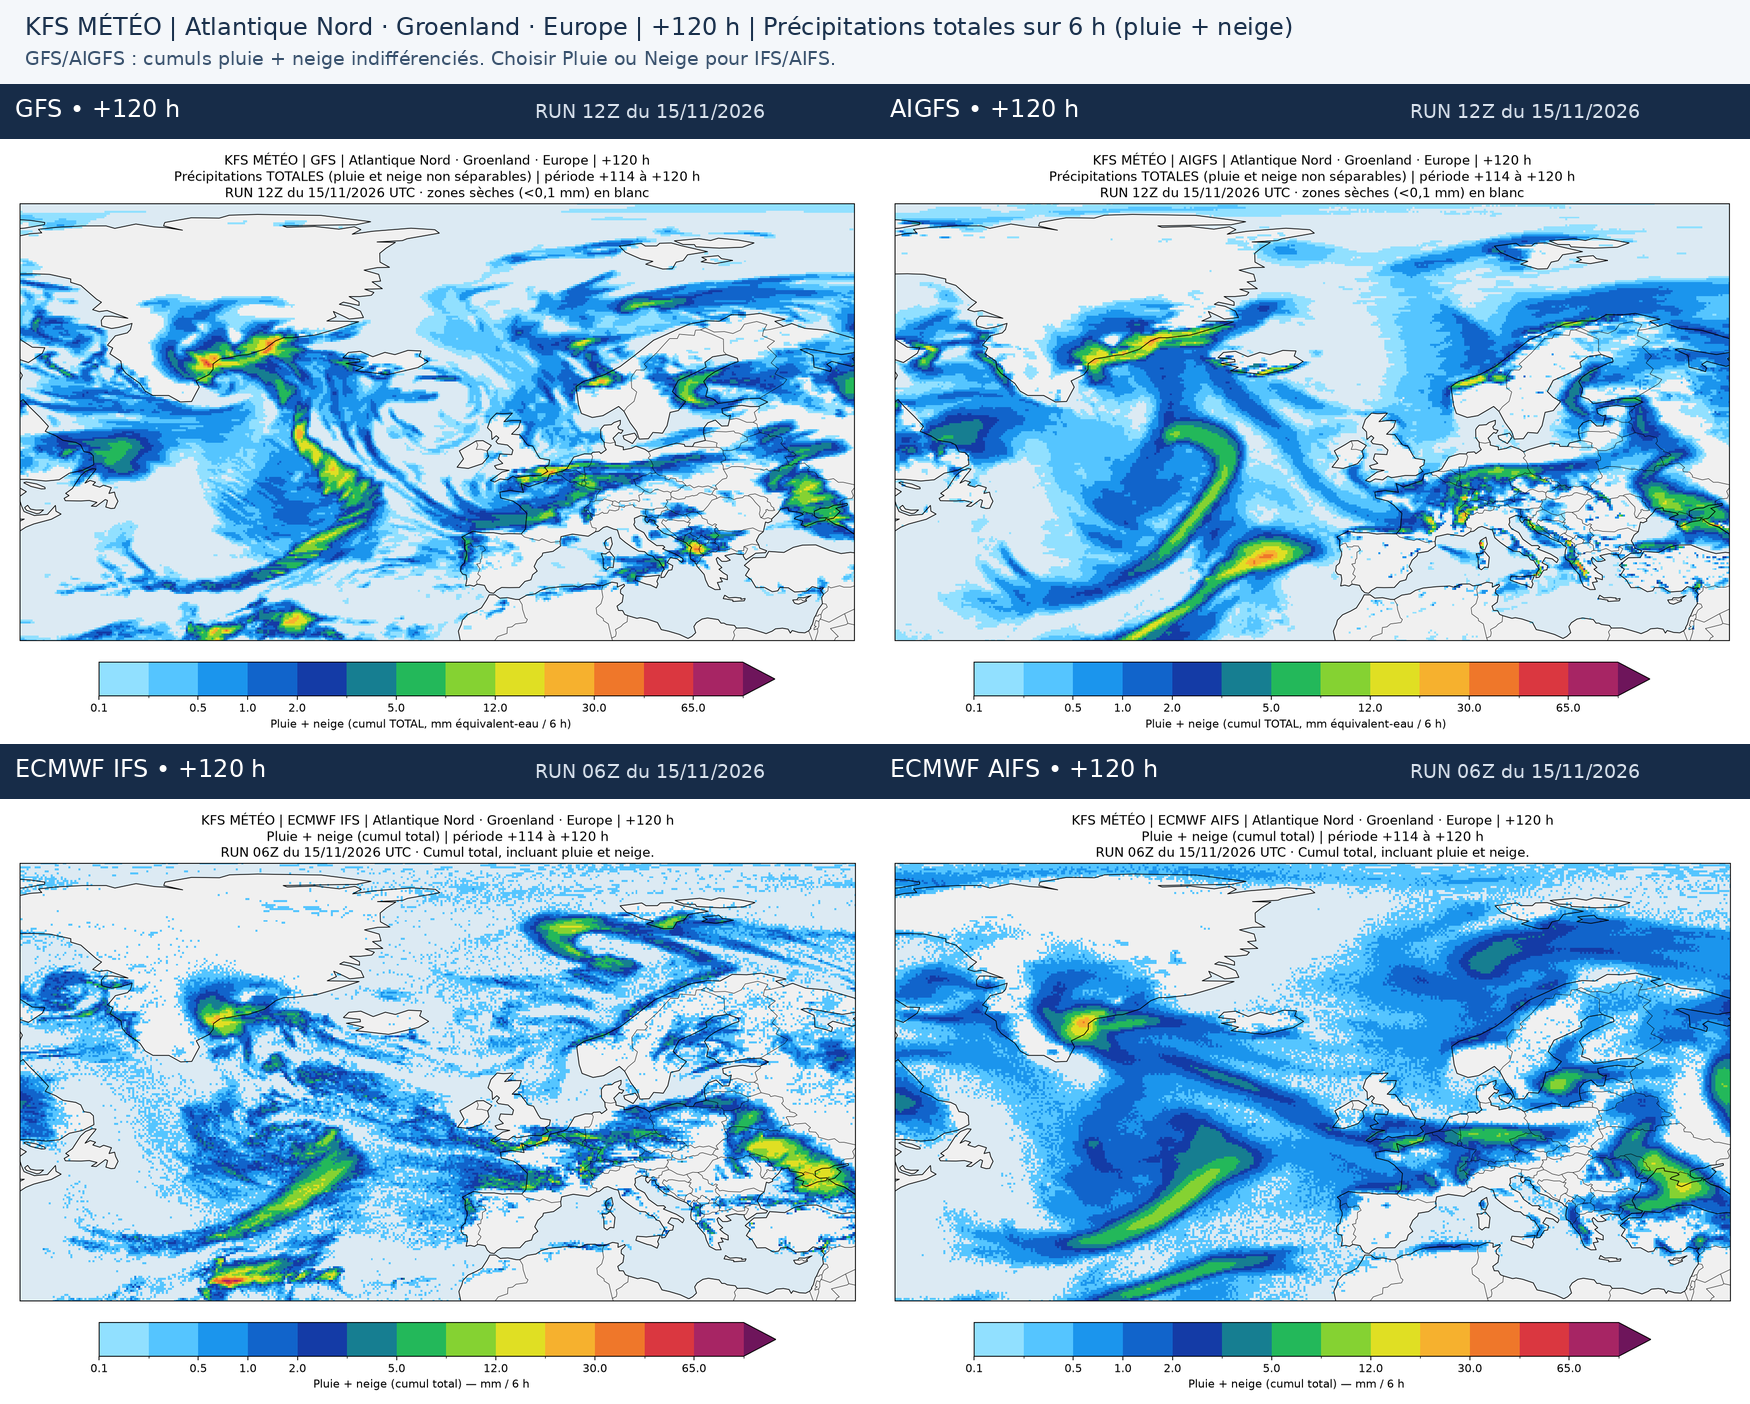 KFS MÉTÉO | Atlantique Nord · Groenland · Europe | +120 h | Précipitations totales sur 6 h (pluie + neige)
GFS/AIGFS : cumuls pluie + neige indifférenciés. Choisir Pluie ou Neige pour IFS/AIFS.
GFS • +120 h
RUN 12Z du 15/11/2026
AIGFS • +120 h
RUN 12Z du 15/11/2026
KFS MÉTÉO | GFS | Atlantique Nord · Groenland · Europe | +120 h
Précipitations TOTALES (pluie et neige non séparables) | période +114 à +120 h
RUN 12Z du 15/11/2026 UTC · zones sèches (<0,1 mm) en blanc
KFS MÉTÉO | AIGFS | Atlantique Nord · Groenland · Europe | +120 h
Précipitations TOTALES (pluie et neige non séparables) | période +114 à +120 h
RUN 12Z du 15/11/2026 UTC · zones sèches (<0,1 mm) en blanc
0.1 0.5 1.0 2.0 5.0 12.0 30.0 65.0
Pluie + neige (cumul TOTAL, mm équivalent-eau / 6 h)
0.1 0.5 1.0 2.0 5.0 12.0 30.0 65.0
Pluie + neige (cumul TOTAL, mm équivalent-eau / 6 h)
ECMWF IFS • +120 h
RUN 06Z du 15/11/2026
ECMWF AIFS • +120 h
RUN 06Z du 15/11/2026
KFS MÉTÉO | ECMWF IFS | Atlantique Nord · Groenland · Europe | +120 h
Pluie + neige (cumul total) | période +114 à +120 h
RUN 06Z du 15/11/2026 UTC · Cumul total, incluant pluie et neige.
KFS MÉTÉO | ECMWF AIFS | Atlantique Nord · Groenland · Europe | +120 h
Pluie + neige (cumul total) | période +114 à +120 h
RUN 06Z du 15/11/2026 UTC · Cumul total, incluant pluie et neige.
0.1 0.5 1.0 2.0 5.0 12.0 30.0 65.0
Pluie + neige (cumul total) — mm / 6 h
0.1 0.5 1.0 2.0 5.0 12.0 30.0 65.0
Pluie + neige (cumul total) — mm / 6 h